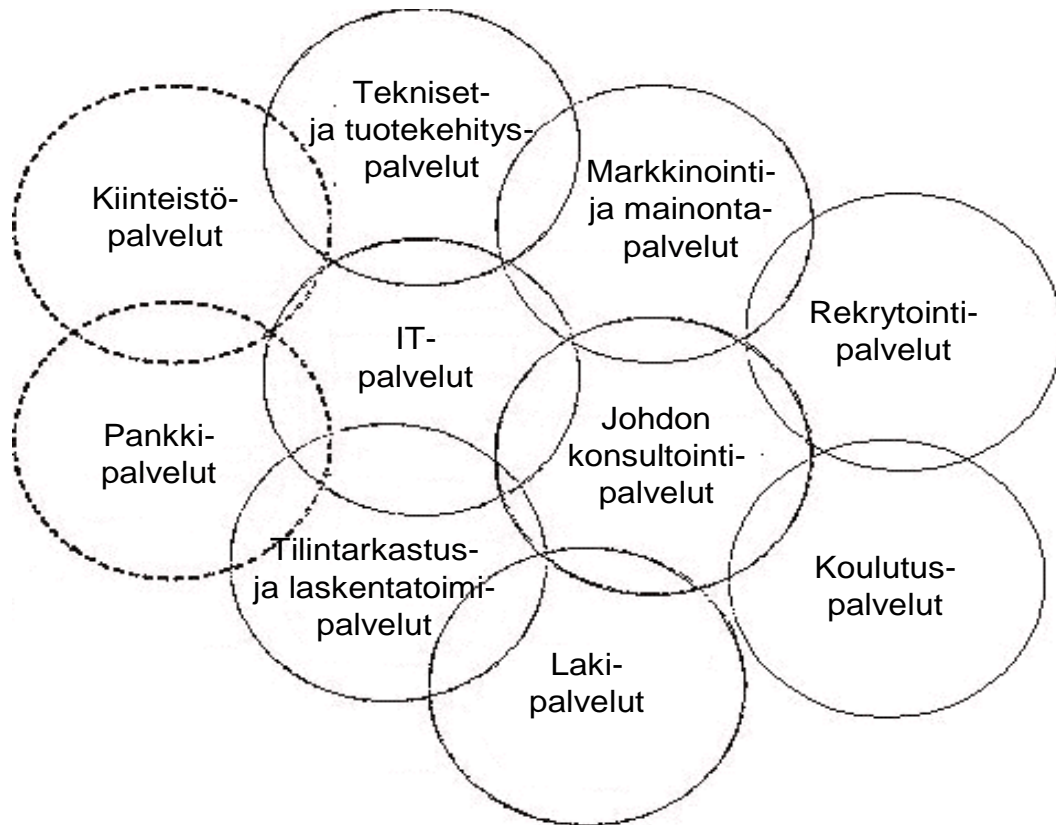 Tekniset-
ja tuotekehitys-
palvelut
Markkinointi-
ja mainonta-
palvelut
Kiinteistö-
palvelut
Rekrytointi-
palvelut
IT-
palvelut
Johdon
konsultointi-
palvelut
Pankki-
palvelut
Tilintarkastus-
ja laskentatoimi-
palvelut
Koulutus-
palvelut
Laki-
palvelut